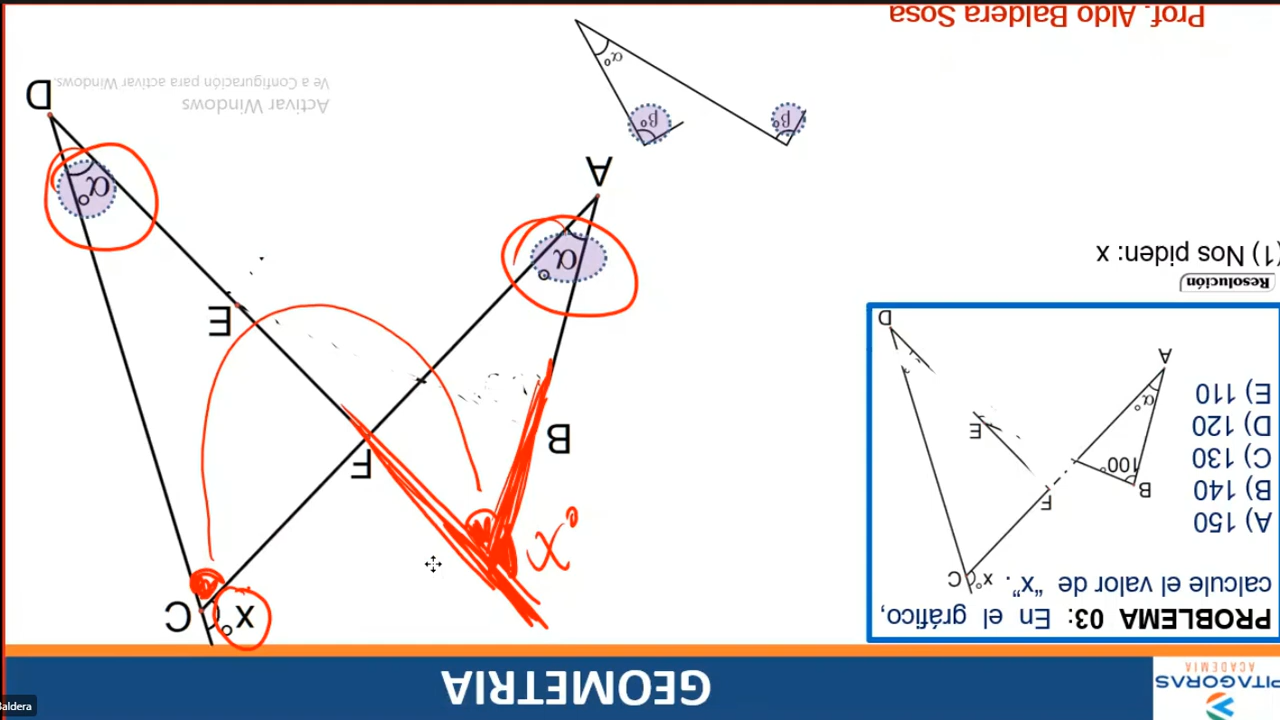 PITAGORAS
ACADEMIA
GEOMETRIA
PROBLEMA 03: En el gráfico,
calcule el valor de “x”.
A) 150
B) 140
C) 130
D) 120
E) 110
B
100°
α°
A
x°
C
F
E
D
Resolución
(1) Nos piden: x
C
x°
x°
F
B
E
α°
A
α°
D
β°
β°
α°
Activar Windows
Ve a Configuración para activar Windows.
Prof. Aldo Baldera Sosa
Baldera